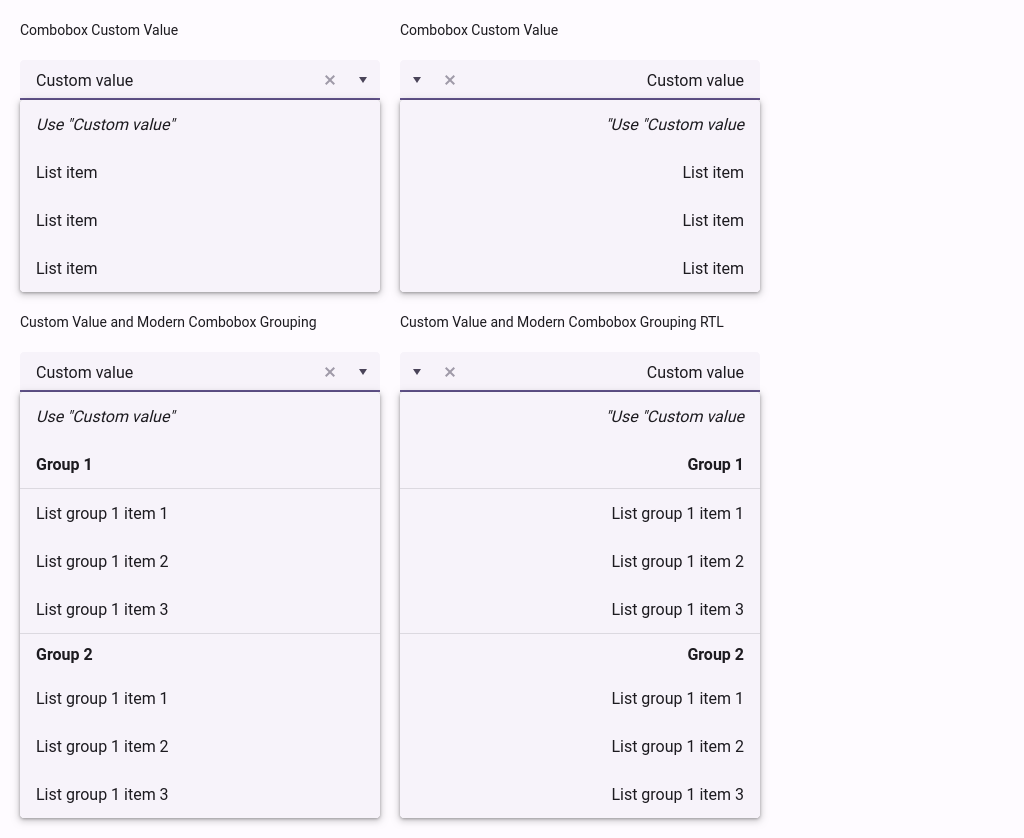 Combobox Custom Value
Custom value
Use "Custom value"
List item
List item
List item
Combobox Custom Value
Custom value
"Use "Custom value
List item
List item
List item
Custom Value and Modern Combobox Grouping
Custom value
Use "Custom value"
Group 1
List group 1 item 1
List group 1 item 2
List group 1 item 3
Group 2
List group 1 item 1
List group 1 item 2
List group 1 item 3
Custom Value and Modern Combobox Grouping RTL
Custom value
"Use "Custom value
Group 1
List group 1 item 1
List group 1 item 2
List group 1 item 3
Group 2
List group 1 item 1
List group 1 item 2
List group 1 item 3